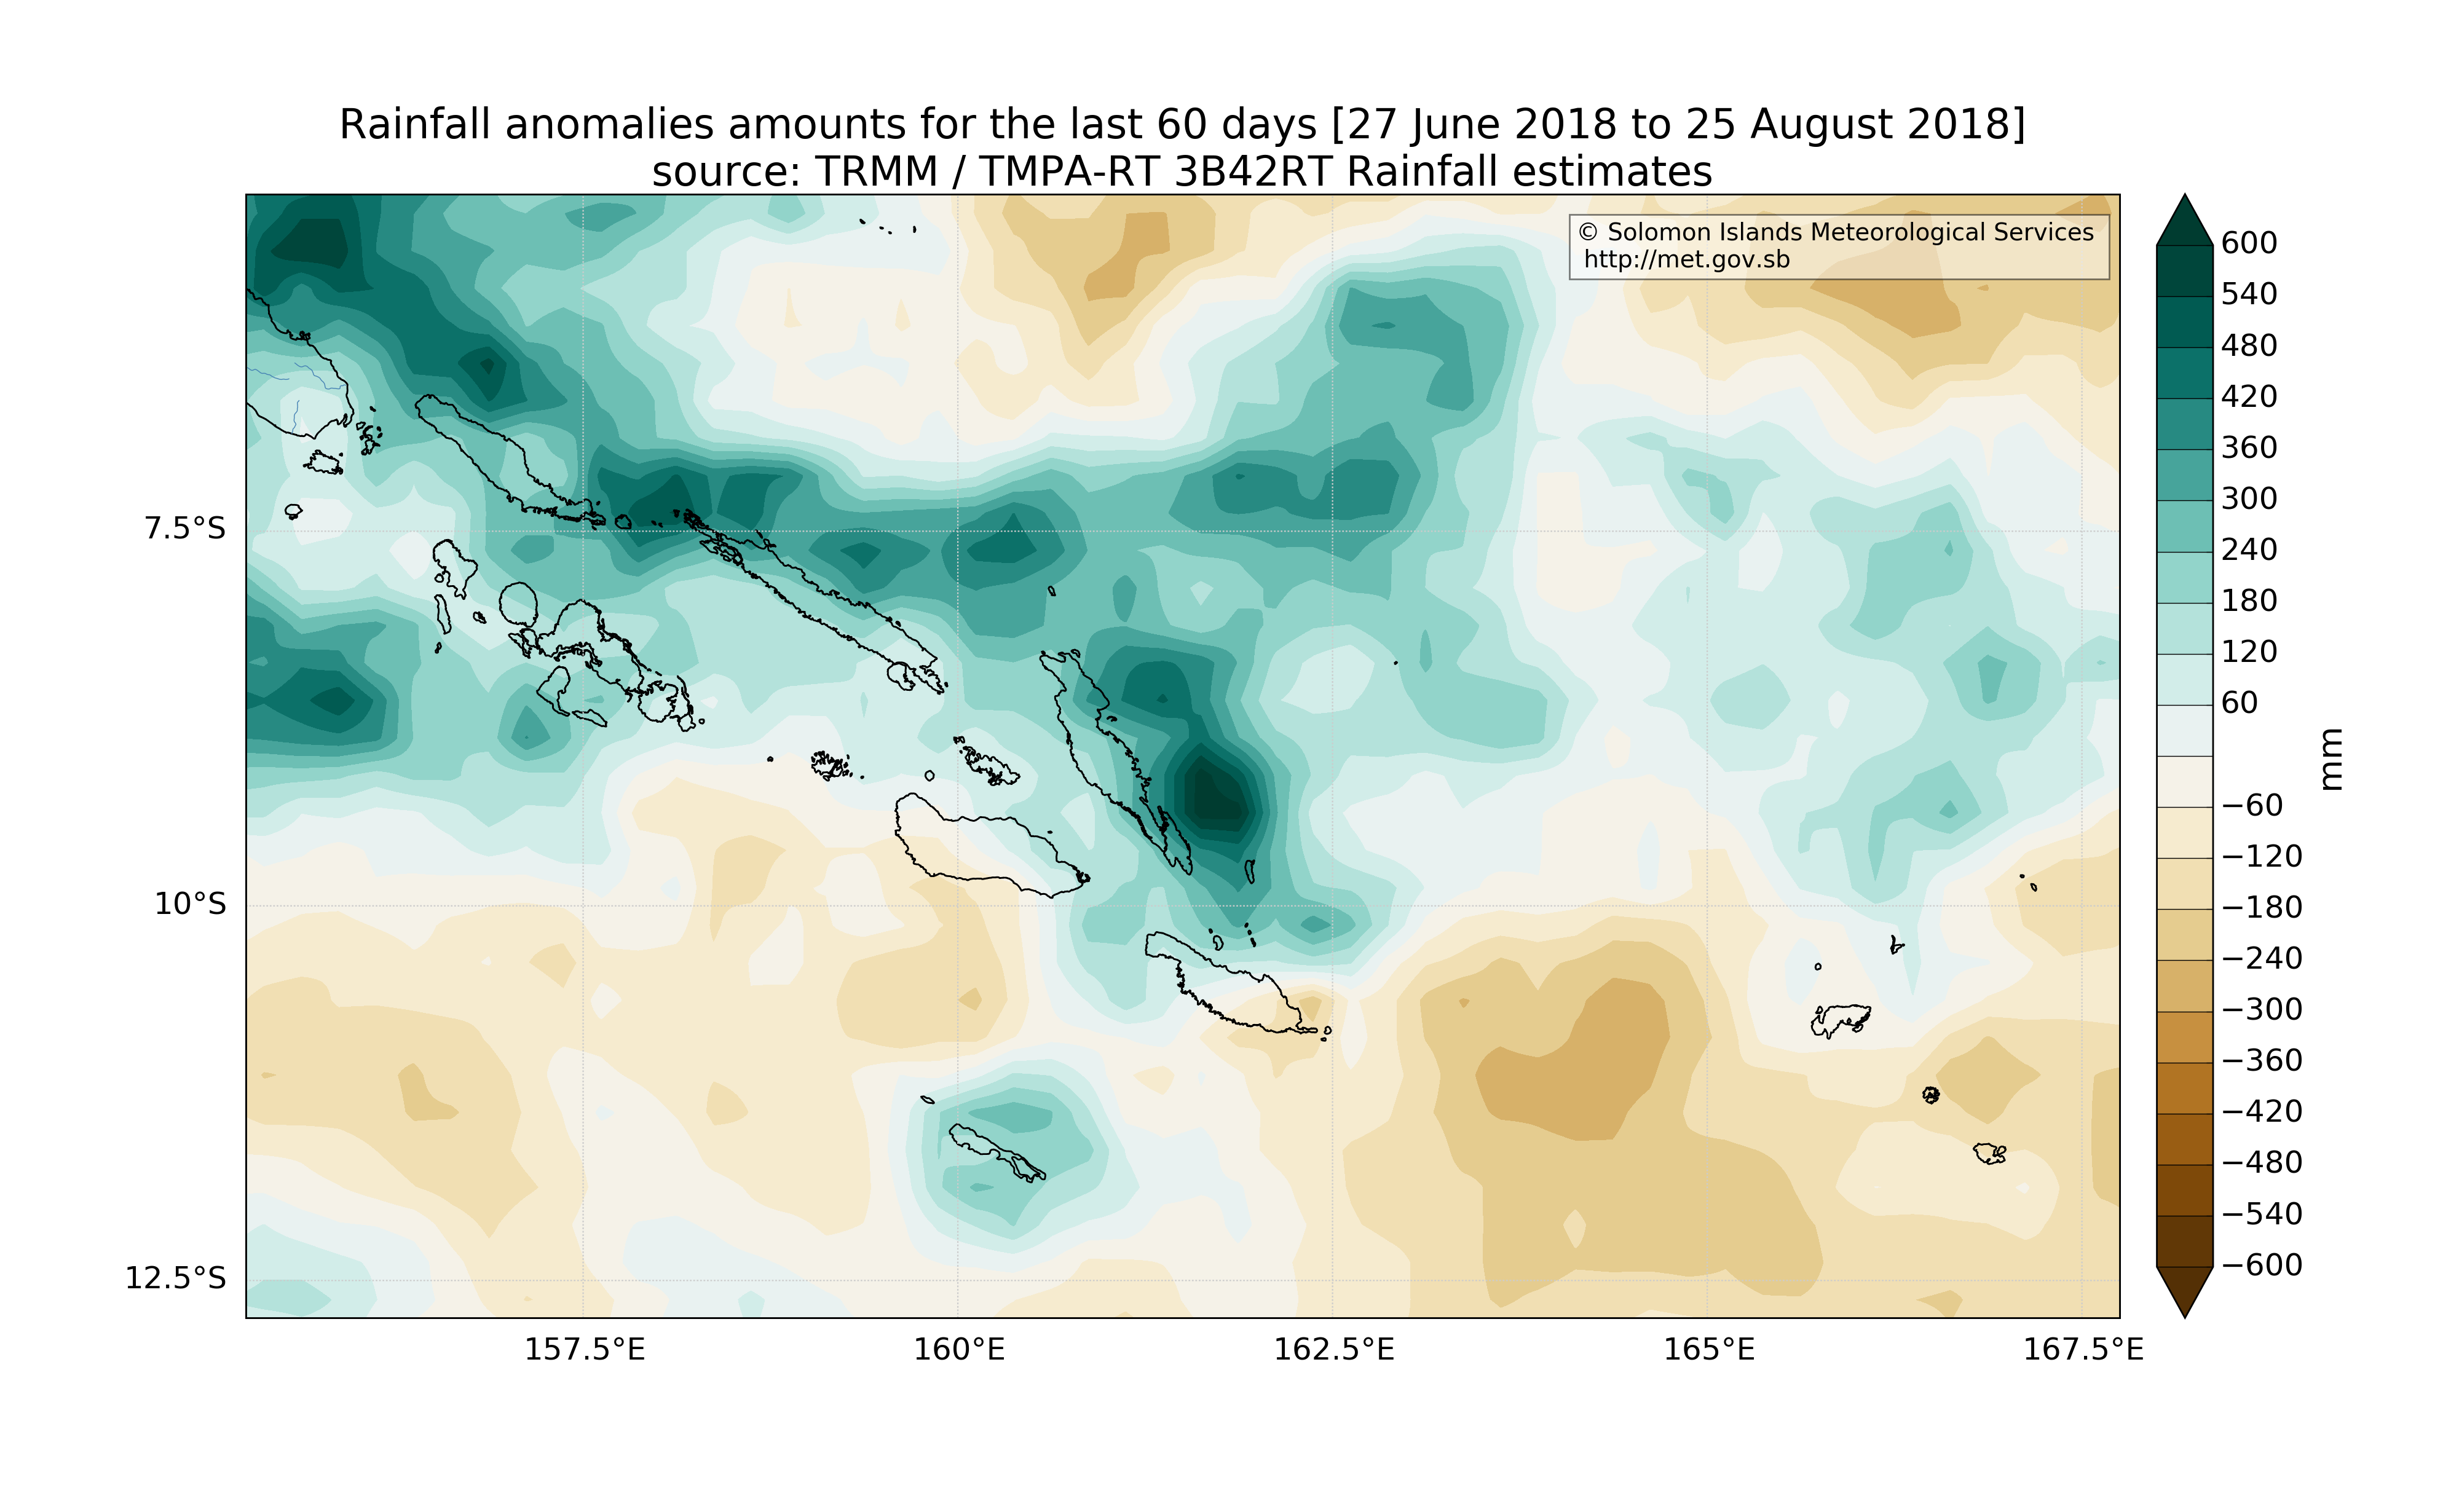 Rainfall anomalies amounts for the last 60 days [27 June 2018 to 25 August 2018]
source: TRMM / TMPA-RT 3B42RT Rainfall estimates
© Solomon Islands Meteorological Services
http://met.gov.sb
7.5°S
10°S
12.5°S
157.5°E
160°E
162.5°E
165°E
167.5°E
600
540
480
420
360
300
240
180
120
60
−60
−120
−180
−240
−300
−360
−420
−480
−540
−600
mm